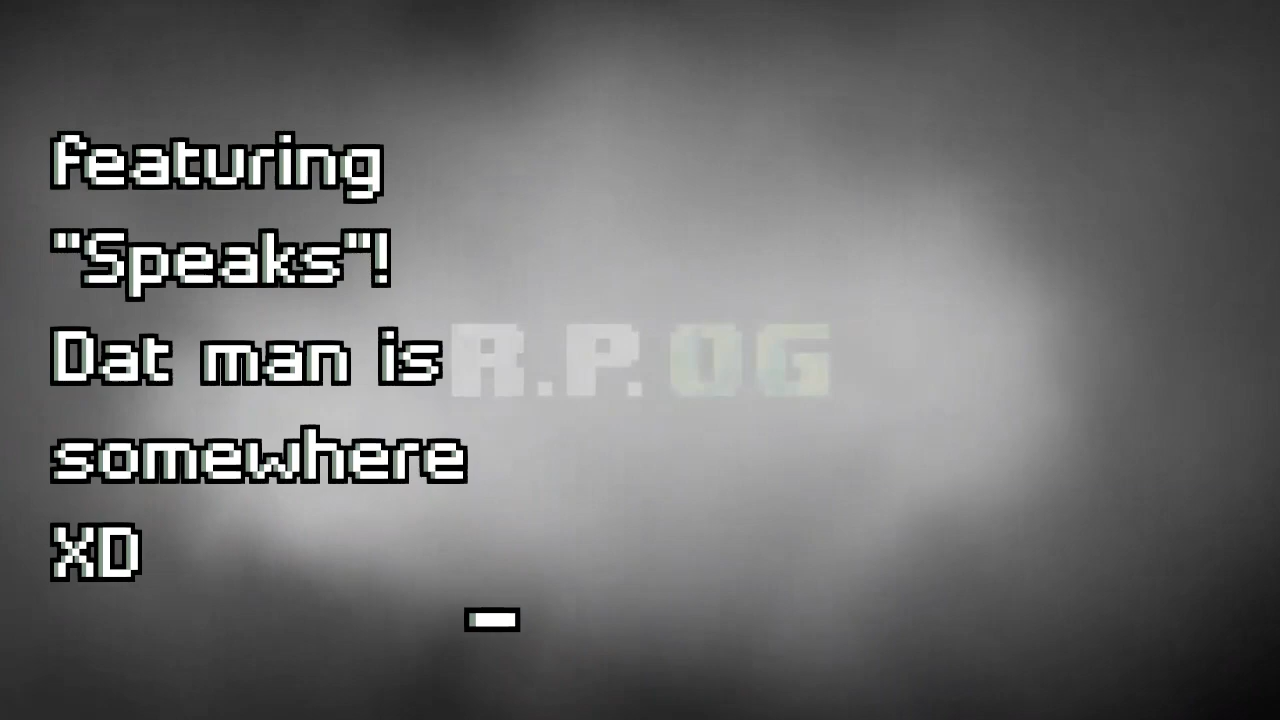 featuring
"Speaks"!
Dat man is
somewhere
XD
R.P.OG